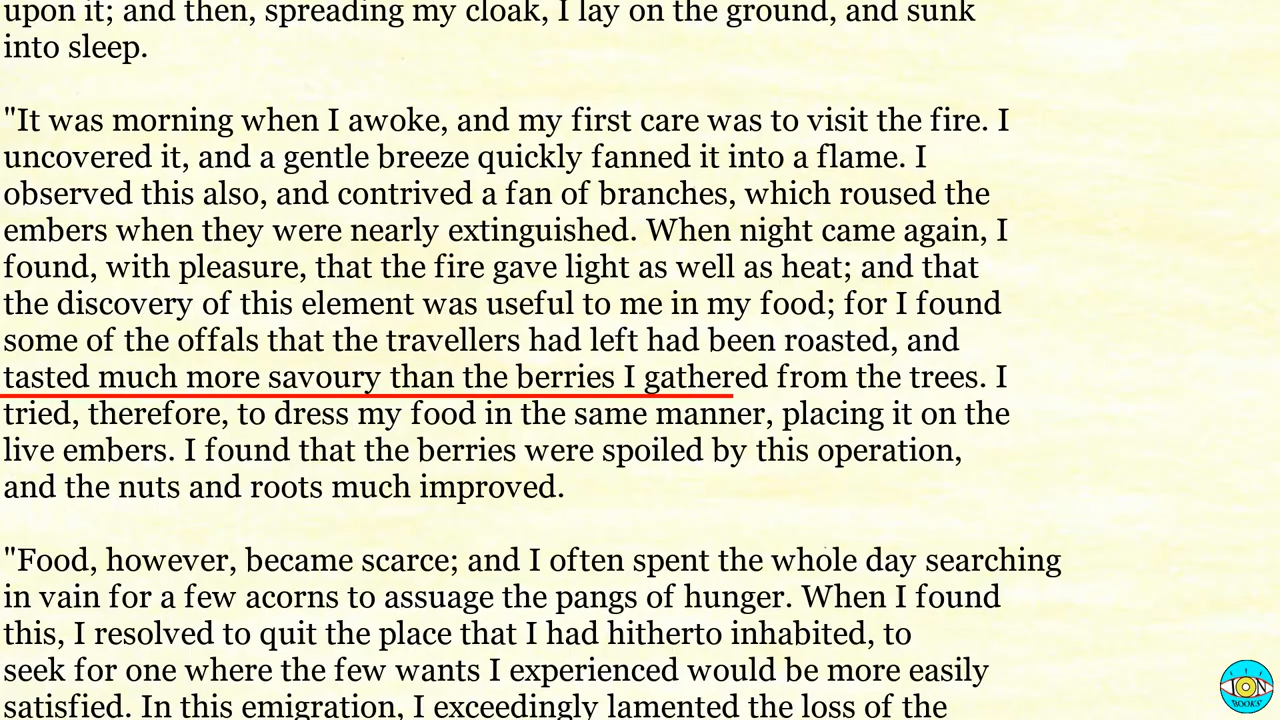 upon it; and then, spreading my cloak, I lay on the ground, and sunk
into sleep.
"It was morning when I awoke, and my first care was to visit the fire. I
uncovered it, and a gentle breeze quickly fanned it into a flame. I
observed this also, and contrived a fan of branches, which roused the
embers when they were nearly extinguished. When night came again, I
found, with pleasure, that the fire gave light as well as heat; and that
the discovery of this element was useful to me in my food; for I found
some of the offals that the travellers had left had been roasted, and
tasted much more savoury than the berries I gathered from the trees. I
tried, therefore, to dress my food in the same manner, placing it on the
live embers. I found that the berries were spoiled by this operation,
and the nuts and roots much improved.
"Food, however, became scarce; and I often spent the whole day searching
in vain for a few acorns to assuage the pangs of hunger. When I found
this, I resolved to quit the place that I had hitherto inhabited, to
seek for one where the few wants I experienced would be more easily
satisfied. In this emigration, I exceedingly lamented the loss of the
ION
BOOKS